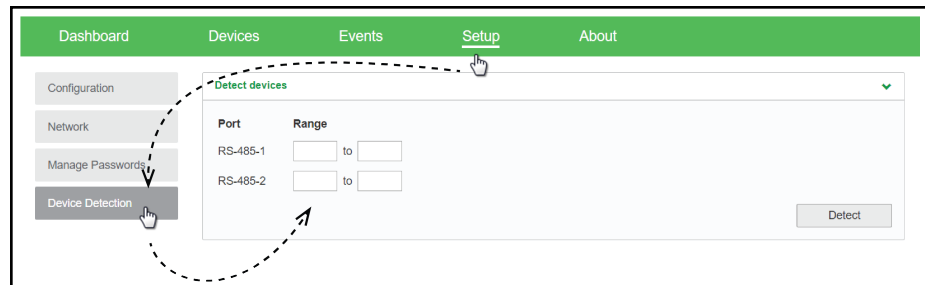 Dashboard Devices Events Setup About
Configuration
Network
Manage Passwords
Device Detection
Detect devices
Port Range
RS-485-1 to
RS-485-2 to
Detect